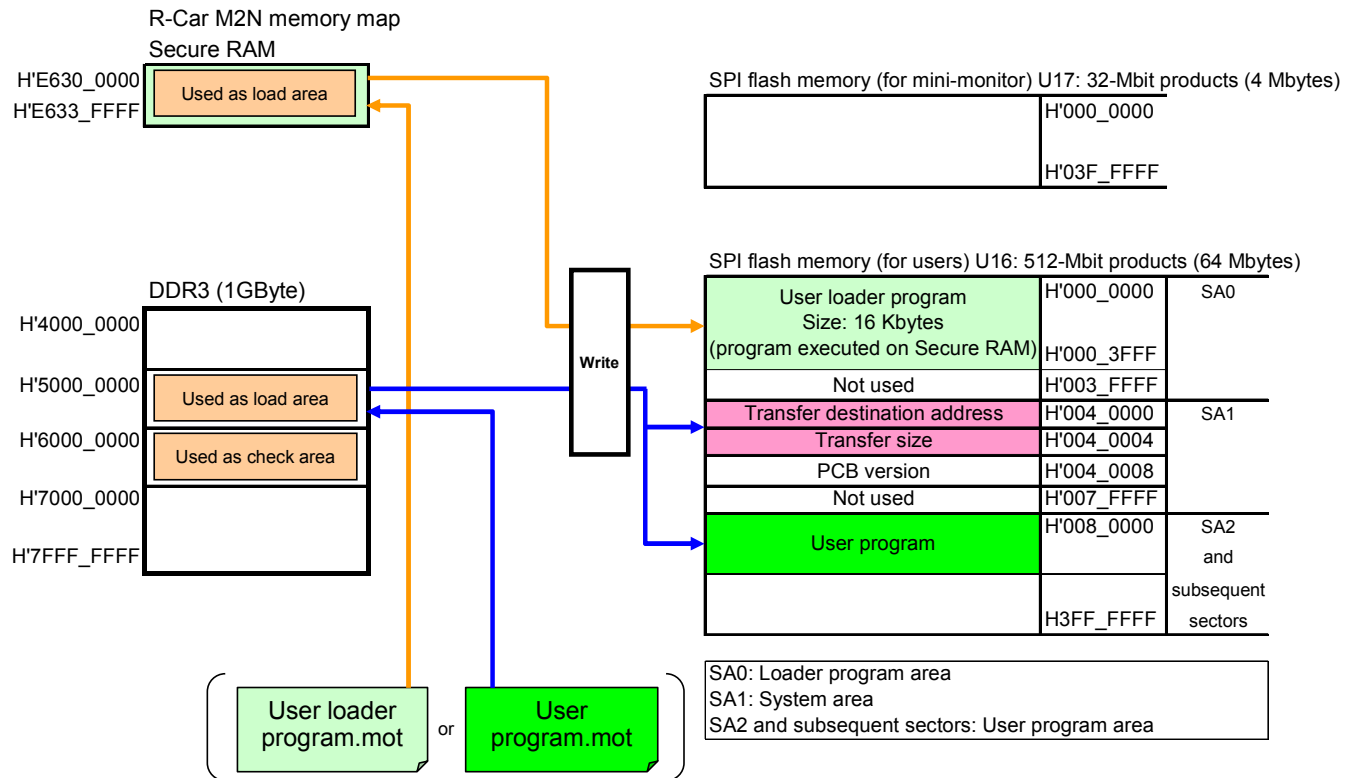 R-Car M2N memory map
Secure RAM
H'E630_0000
H'E633_FFFF
Used as load area
SPI flash memory (for mini-monitor) U17: 32-Mbit products (4 Mbytes)
H'000_0000
H'03F_FFFF
DDR3 (1GByte)
H'4000_0000
H'5000_0000
Used as load area
H'6000_0000
Used as check area
H'7000_0000
H'7FFF_FFFF
Write
SPI flash memory (for users) U16: 512-Mbit products (64 Mbytes)
User loader program
Size: 16 Kbytes
(program executed on Secure RAM)
H'000_0000
SA0
H'000_3FFF
Not used
H'003_FFFF
Transfer destination address
H'004_0000
SA1
Transfer size
H'004_0004
PCB version
H'004_0008
Not used
H'007_FFFF
User program
H'008_0000
SA2
and
subsequent
sectors
H3FF_FFFF
User loader
program.mot
or
User
program.mot
SA0: Loader program area
SA1: System area
SA2 and subsequent sectors: User program area